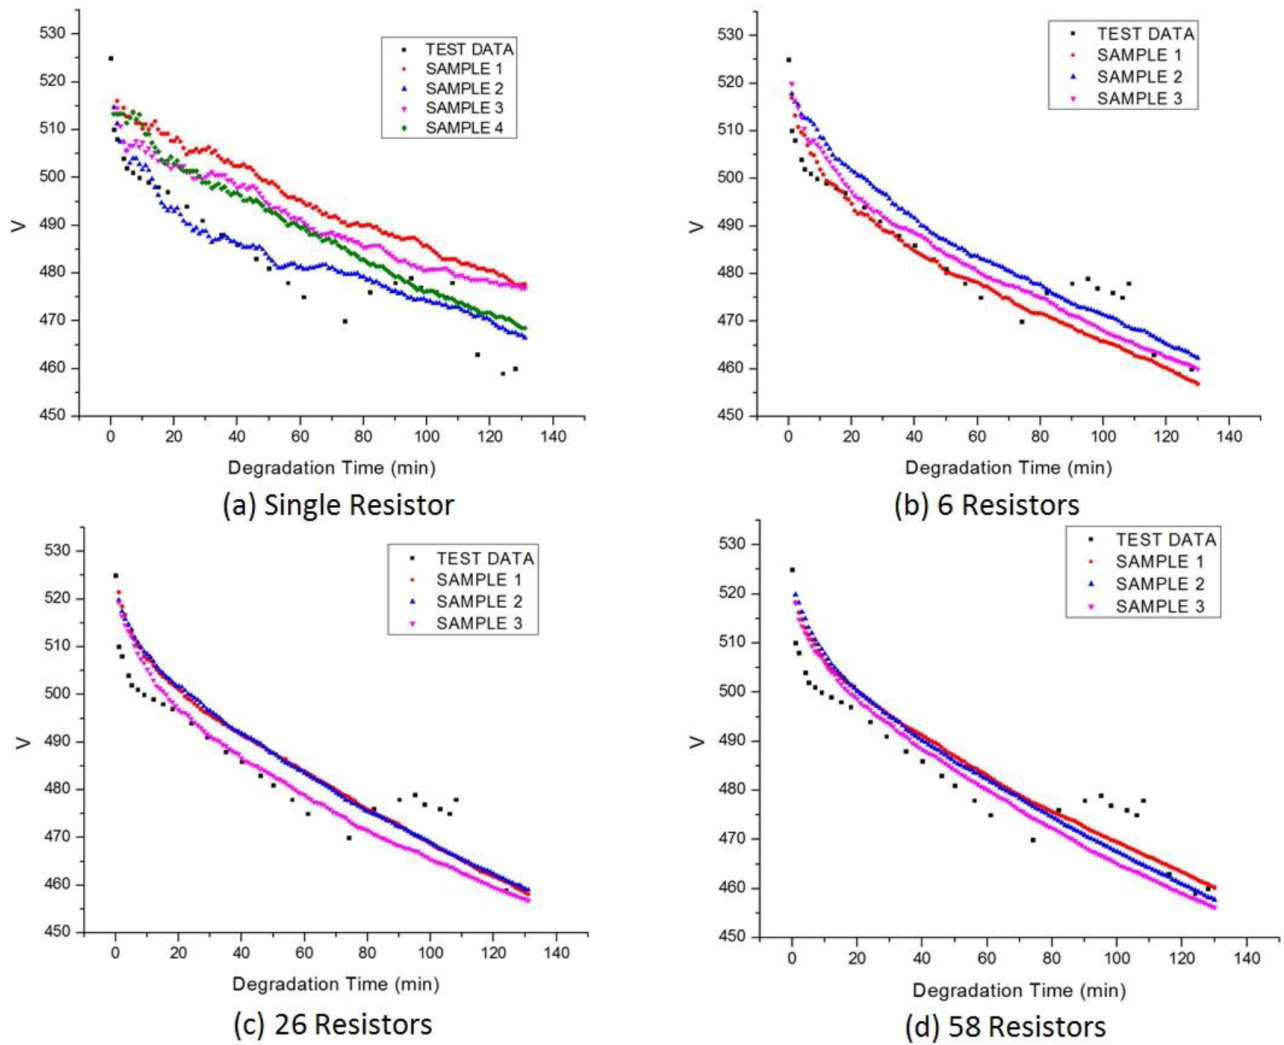 530
520
510
500
490
480
470
460
450
V
TEST DATA
SAMPLE 1
SAMPLE 2
SAMPLE 3
SAMPLE 4
0 20 40 60 80 100 120 140
Degradation Time (min)
(a) Single Resistor
530
520
510
500
490
480
470
460
450
V
TEST DATA
SAMPLE 1
SAMPLE 2
SAMPLE 3
0 20 40 60 80 100 120 140
Degradation Time (min)
(b) 6 Resistors
530
520
510
500
490
480
470
460
450
V
TEST DATA
SAMPLE 1
SAMPLE 2
SAMPLE 3
0 20 40 60 80 100 120 140
Degradation Time (min)
(c) 26 Resistors
530
520
510
500
490
480
470
460
450
V
TEST DATA
SAMPLE 1
SAMPLE 2
SAMPLE 3
0 20 40 60 80 100 120 140
Degradation Time (min)
(d) 58 Resistors